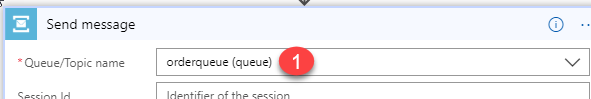 Send message
* Queue/Topic name
orderqueue (queue)
1
Session Id
Identifier of the session